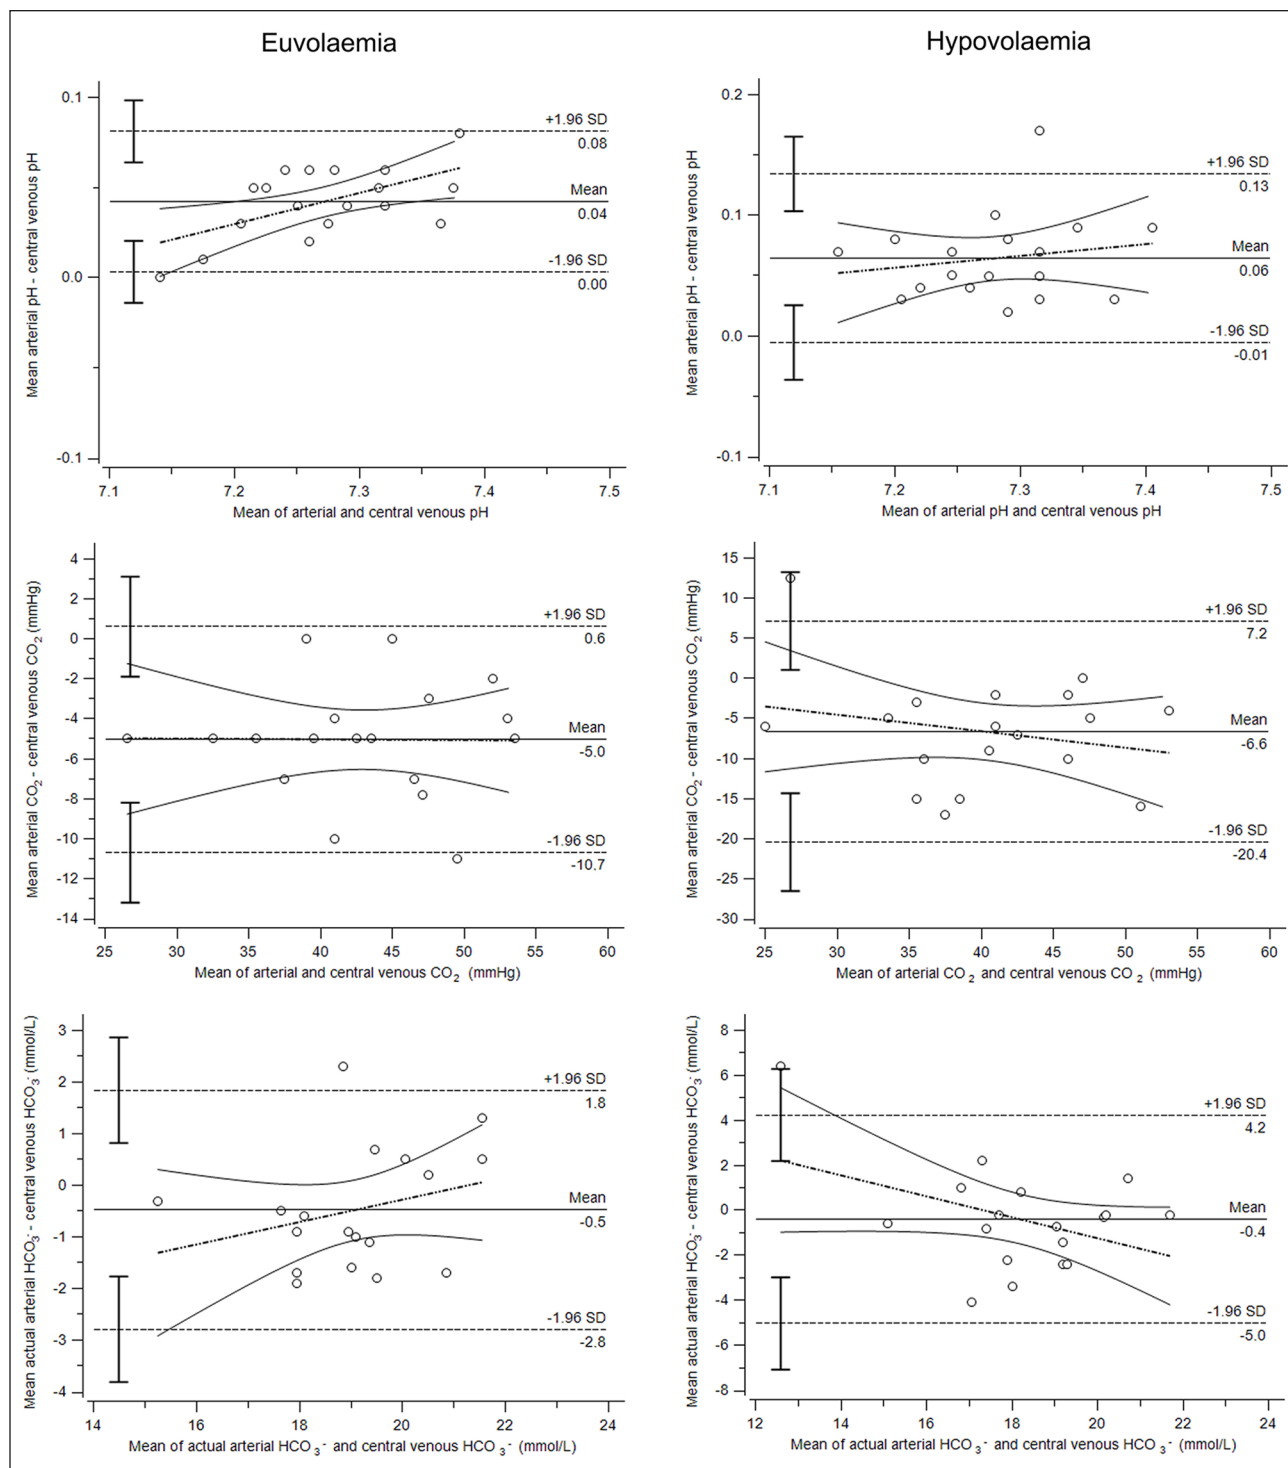 Euvolaemia
Hypovolaemia
Mean arterial pH - central venous pH
0.1
0.0
-0.1
+1.96 SD
0.08
Mean
0.04
-1.96 SD
0.00
7.1 7.2 7.3 7.4 7.5
Mean of arterial and central venous pH
Mean arterial pH - central venous pH
0.2
0.1
0.0
-0.1
+1.96 SD
0.13
Mean
0.06
-1.96 SD
-0.01
7.1 7.2 7.3 7.4 7.5
Mean of arterial pH and central venous pH
Mean arterial CO2 - central venous CO2 (mmHg)
4
2
0
-2
-4
-6
-8
-10
-12
-14
+1.96 SD
0.6
Mean
-5.0
-1.96 SD
-10.7
25 30 35 40 45 50 55 60
Mean of arterial and central venous CO2 (mmHg)
Mean arterial CO2 - central venous CO2 (mmHg)
15
10
5
0
-5
-10
-15
-20
-25
-30
+1.96 SD
7.2
Mean
-6.6
-1.96 SD
-20.4
25 30 35 40 45 50 55 60
Mean of arterial CO2 and central venous CO2 (mmHg)
Mean actual arterial HCO3- - central venous HCO3- (mmol/L)
3
2
1
0
-1
-2
-3
-4
+1.96 SD
1.8
Mean
-0.5
-1.96 SD
-2.8
14 16 18 20 22 24
Mean of actual arterial HCO3- and central venous HCO3- (mmol/L)
Mean actual arterial HCO3- - central venous HCO3- (mmol/L)
8
6
4
2
0
-2
-4
-6
-8
+1.96 SD
4.2
Mean
-0.4
-1.96 SD
-5.0
12 14 16 18 20 22 24
Mean of actual arterial HCO3- and central venous HCO3- (mmol/L)